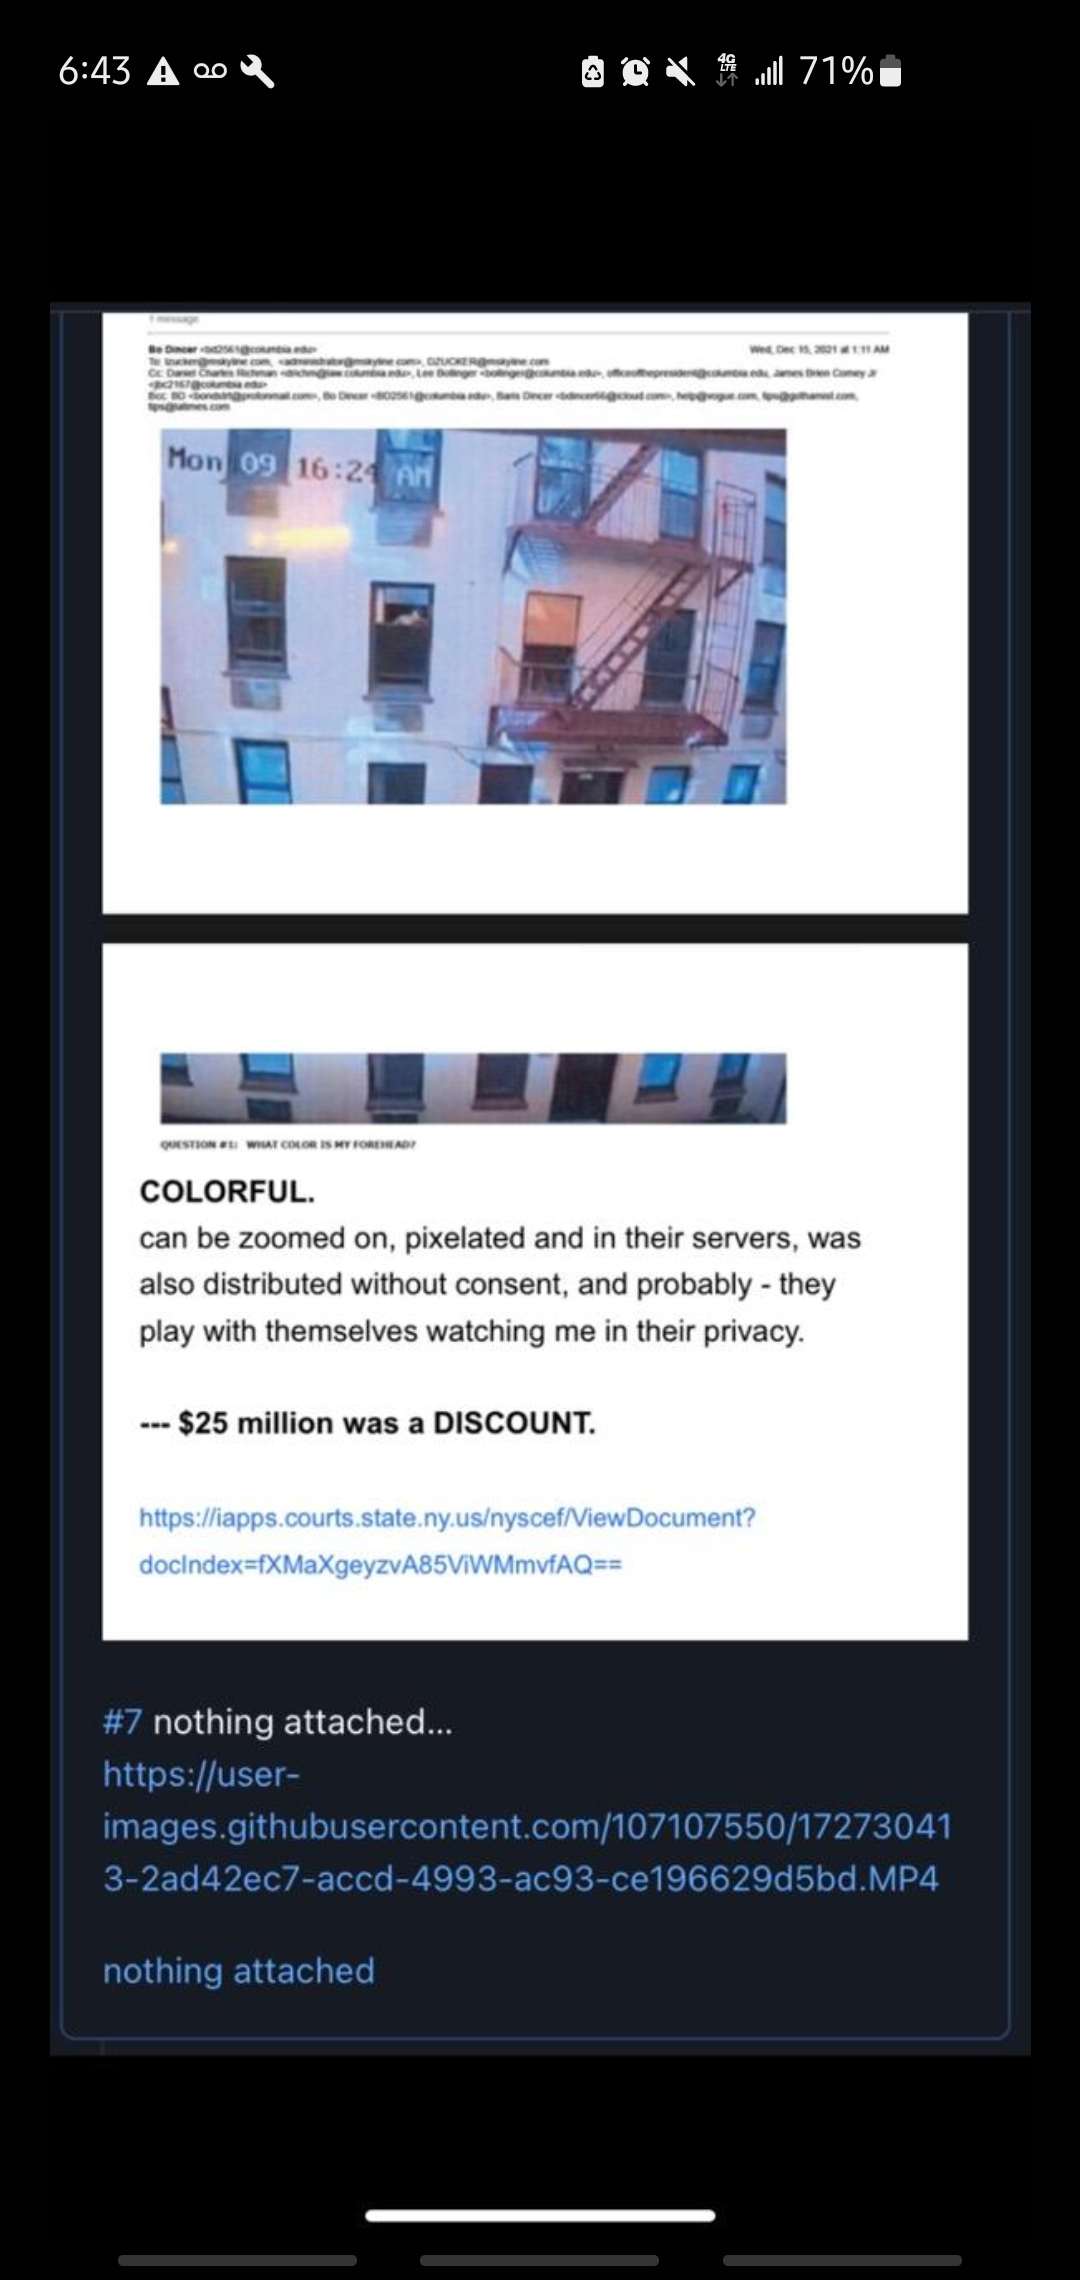 6:43
4G
LTE
71%
1 message
Bo Dincer <bd2561@columbia.edu>
Wed, Dec 15, 2021 at 1:11 AM
To: tzucker@mskyline.com, <administrator@mskyline.com>, DZUCKER@mskyline.com
Cc: Daniel Charles Richman <drichm@law.columbia.edu>, Lee Bollinger <bollinger@columbia.edu>, officeofthepresident@columbia.edu, James Brien Comey Jr
<jbc2167@columbia.edu>
Bcc: BD <bondstrt@protonmail.com>, Bo Dincer <BD2561@columbia.edu>, Baris Dincer <bdincer66@icloud.com>, help@vogue.com, tips@gothamist.com,
tips@latimes.com
Mon 09 16:24 AM
QUESTION #1: WHAT COLOR IS MY FOREHEAD?
COLORFUL.
can be zoomed on, pixelated and in their servers, was
also distributed without consent, and probably - they
play with themselves watching me in their privacy.
--- $25 million was a DISCOUNT.
https://iapps.courts.state.ny.us/nyscef/ViewDocument?
docIndex=fXMaXgeyzvA85ViWMmvfAQ==
#7 nothing attached...
https://user-
images.githubusercontent.com/107107550/17273041
3-2ad42ec7-accd-4993-ac93-ce196629d5bd.MP4
nothing attached